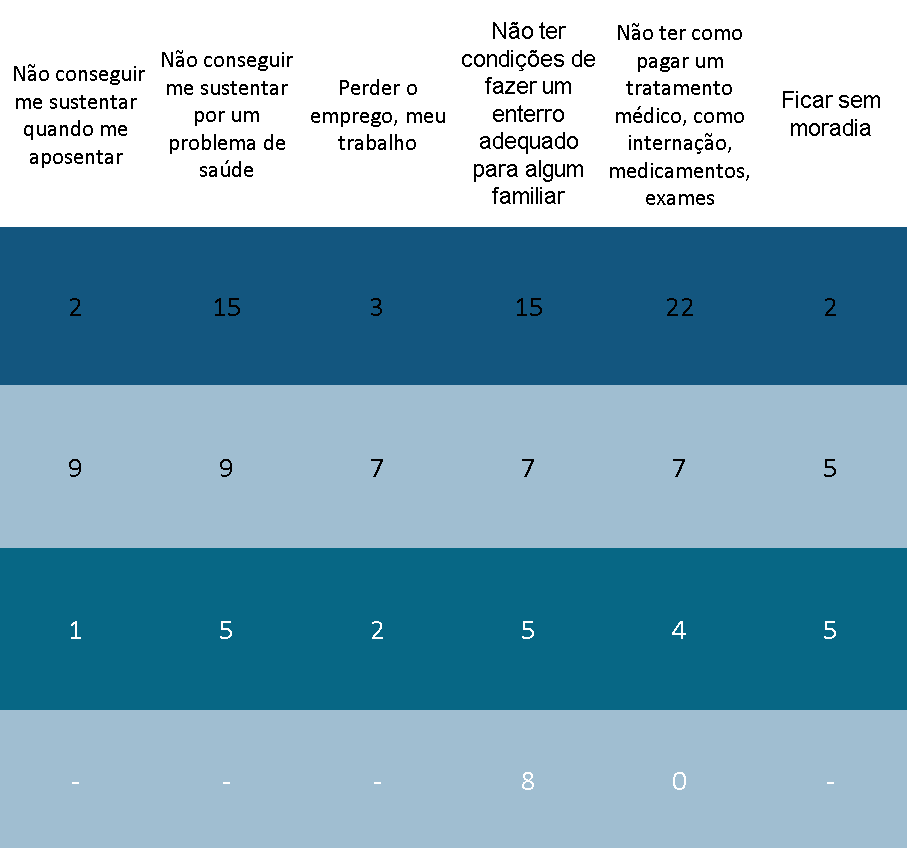 Não conseguir
me sustentar
quando me
aposentar
Não conseguir
me sustentar
por um
problema de
saúde
Perder o
emprego, meu
trabalho
Não ter
condições de
fazer um
enterro
adequado
para algum
familiar
Não ter como
pagar um
tratamento
médico, como
internação,
medicamentos,
exames
Ficar sem
moradia
2 15 3 15 22 2
9 9 7 7 7 5
1 5 2 5 4 5
- - - 8 0 -